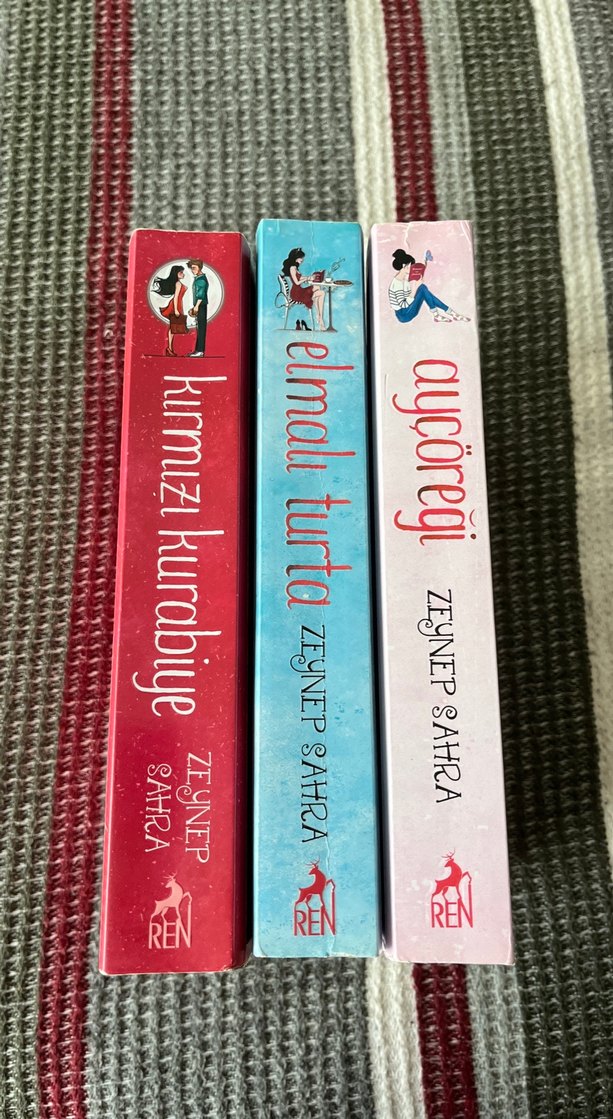 kırmızı kurabiye
ZEYNEP
SAHRA
REN
elmalı turta
ZEYNEP SAHRA
REN
ayçöreği
ZEYNEP SAHRA
REN